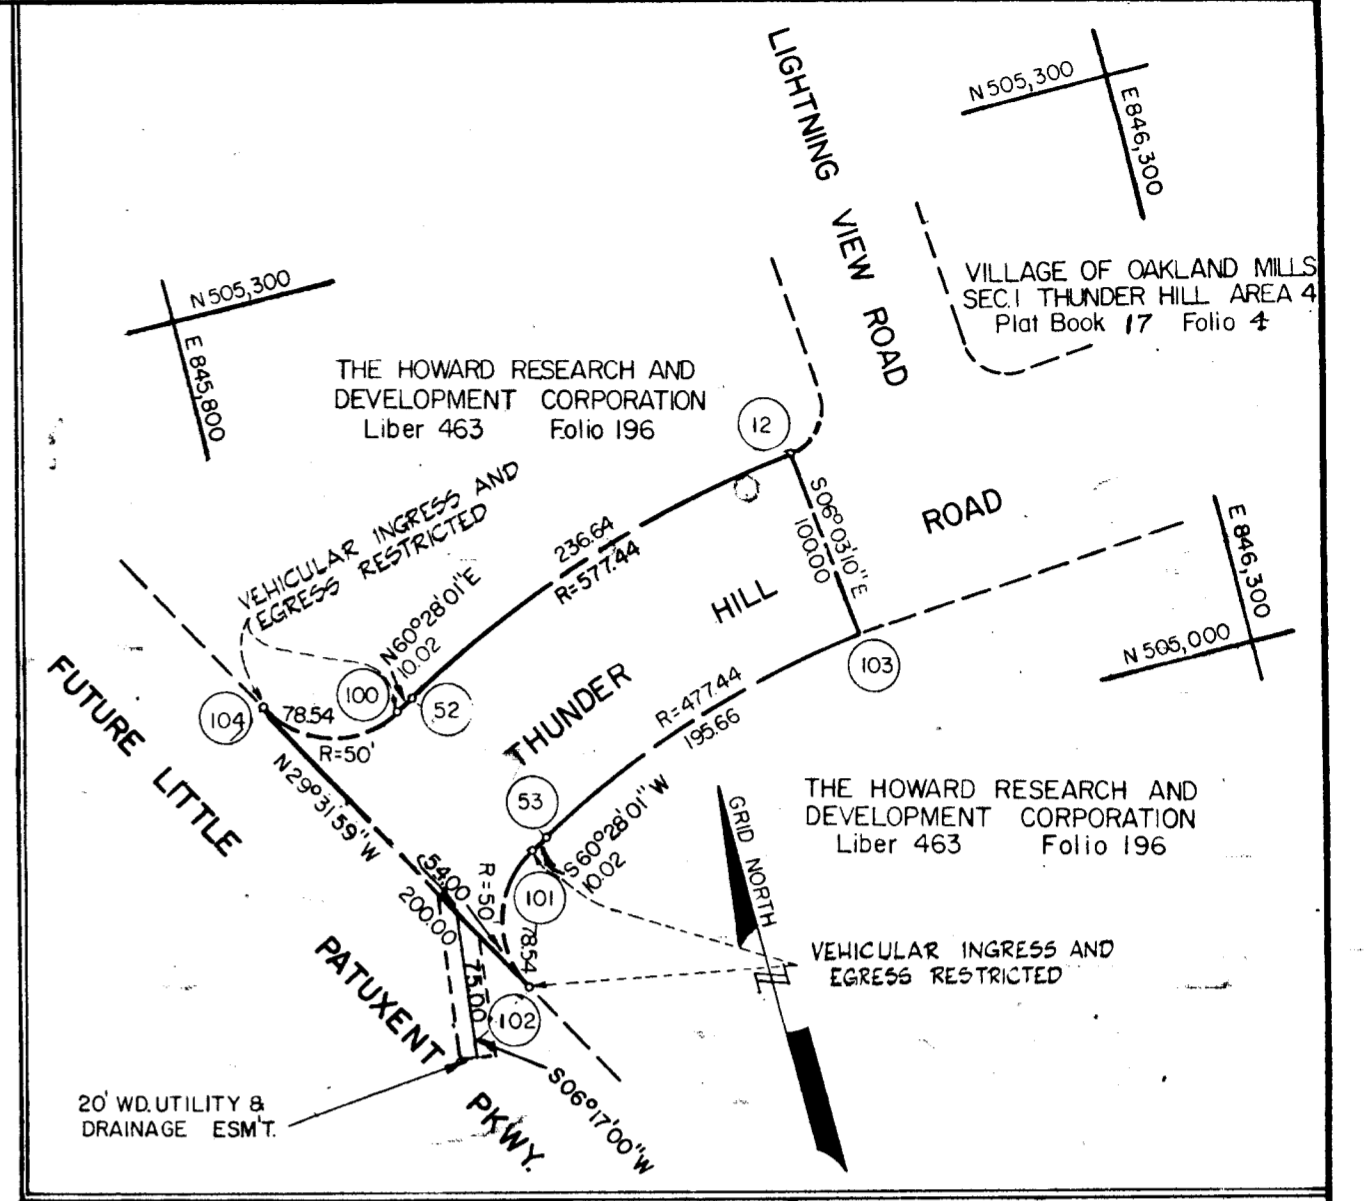 LIGHTNING VIEW ROAD
N 505,300
E 846,300
VILLAGE OF OAKLAND MILLS
SEC.1 THUNDER HILL AREA 4
Plat Book 17 Folio 4
N 505,300
E 845,800
THE HOWARD RESEARCH AND
DEVELOPMENT CORPORATION
Liber 463 Folio 196
12
VEHICULAR INGRESS AND
EGRESS RESTRICTED
236.64
R=577.44
S06°03'10"E
100.00
THUNDER HILL ROAD
E 846,300
N 505,000
N60°28'01"E
10.02
100
52
103
104
78.54
R=50'
R=477.44
195.66
FUTURE LITTLE PATUXENT PKWY.
N29°31'59"W
53
S60°28'01"W
10.02
THE HOWARD RESEARCH AND
DEVELOPMENT CORPORATION
Liber 463 Folio 196
GRID NORTH
54.00
200.00
R=50'
101
78.54
VEHICULAR INGRESS AND
EGRESS RESTRICTED
75.00
102
S06°17'00"W
20' WD. UTILITY &
DRAINAGE ESM'T.